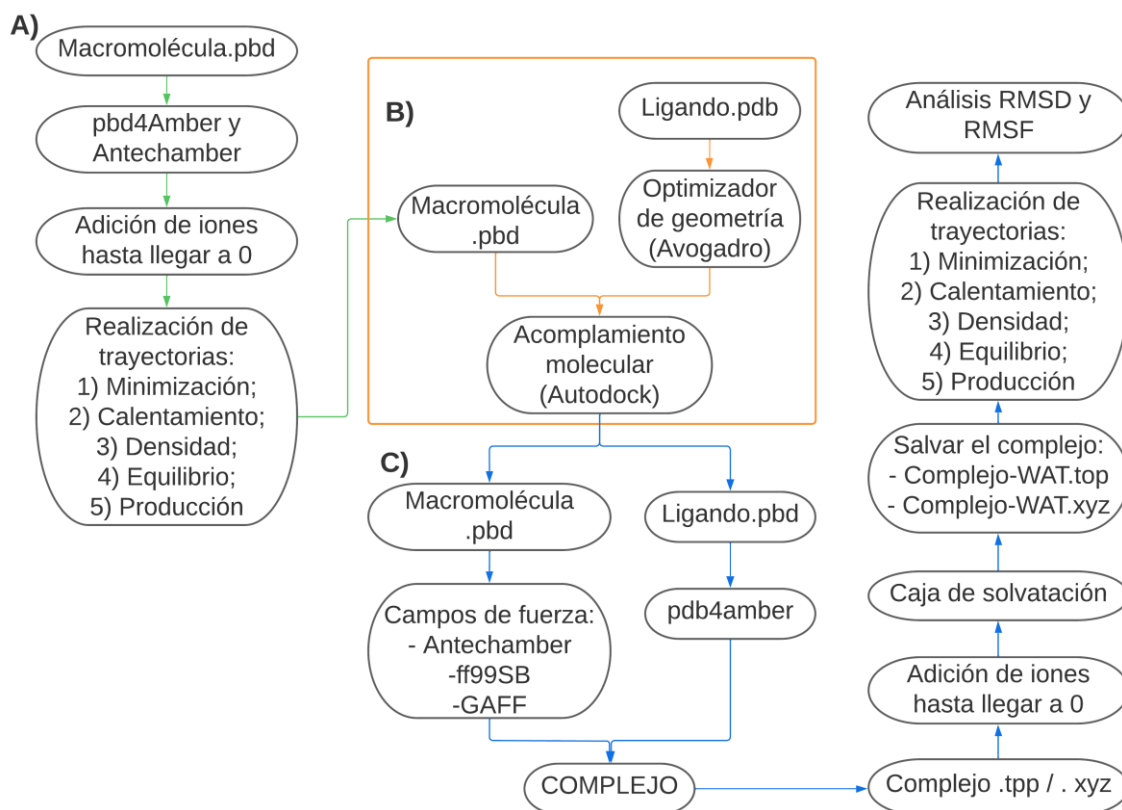 A)
Macromolécula.pbd
pbd4Amber y
Antechamber
Adición de iones
hasta llegar a 0
Realización de
trayectorias:
1) Minimización;
2) Calentamiento;
3) Densidad;
4) Equilibrio;
5) Producción
B)
Ligando.pdb
Optimizador
de geometría
(Avogadro)
Macromolécula
.pbd
Acomplamiento
molecular
(Autodock)
C)
Macromolécula
.pbd
Ligando.pbd
Campos de fuerza:
- Antechamber
-ff99SB
-GAFF
pdb4amber
COMPLEJO
Complejo .tpp / . xyz
Adición de iones
hasta llegar a 0
Caja de solvatación
Salvar el complejo:
- Complejo-WAT.top
- Complejo-WAT.xyz
Realización de
trayectorias:
1) Minimización;
2) Calentamiento;
3) Densidad;
4) Equilibrio;
5) Producción
Análisis RMSD y
RMSF